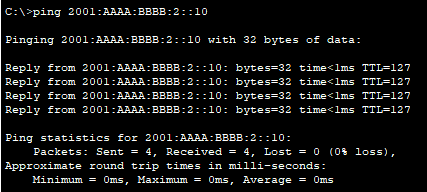 C:\>ping 2001:AAAA:BBBB:2::10
Pinging 2001:AAAA:BBBB:2::10 with 32 bytes of data:
Reply from 2001:AAAA:BBBB:2::10: bytes=32 time<1ms TTL=127
Reply from 2001:AAAA:BBBB:2::10: bytes=32 time<1ms TTL=127
Reply from 2001:AAAA:BBBB:2::10: bytes=32 time<1ms TTL=127
Reply from 2001:AAAA:BBBB:2::10: bytes=32 time<1ms TTL=127
Ping statistics for 2001:AAAA:BBBB:2::10:
    Packets: Sent = 4, Received = 4, Lost = 0 (0% loss),
Approximate round trip times in milli-seconds:
    Minimum = 0ms, Maximum = 0ms, Average = 0ms